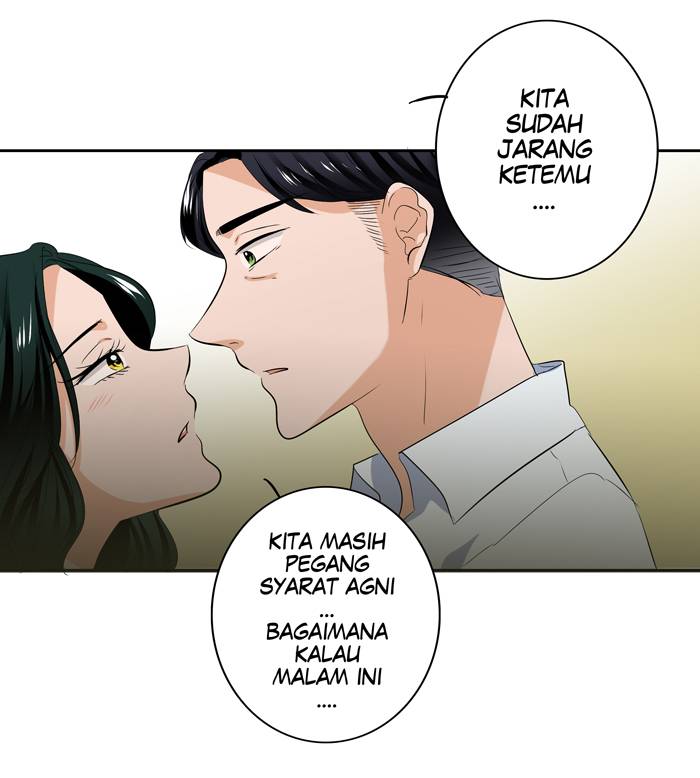 KITA
SUDAH
JARANG
KETEMU
....
KITA MASIH
PEGANG
SYARAT AGNI
...
BAGAIMANA
KALAU
MALAM INI
....